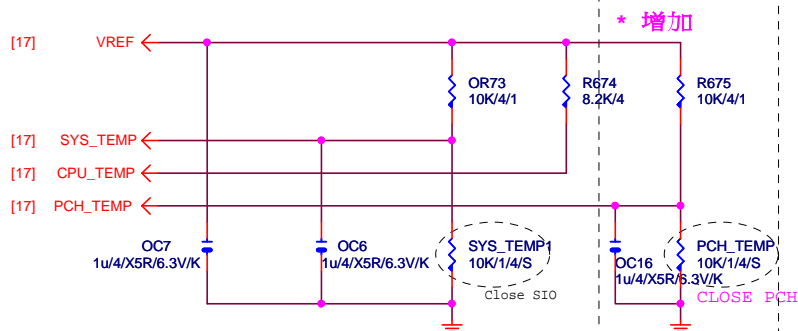 * 增加
[17] VREF
OR73
10K/4/1
R674
8.2K/4
R675
10K/4/1
[17] SYS_TEMP
[17] CPU_TEMP
[17] PCH_TEMP
OC7
1u/4/X5R/6.3V/K
OC6
1u/4/X5R/6.3V/K
SYS_TEMP1
10K/1/4/S
Close SIO
OC16
1u/4/X5R/6.3V/K
PCH_TEMP
10K/1/4/S
CLOSE PCH